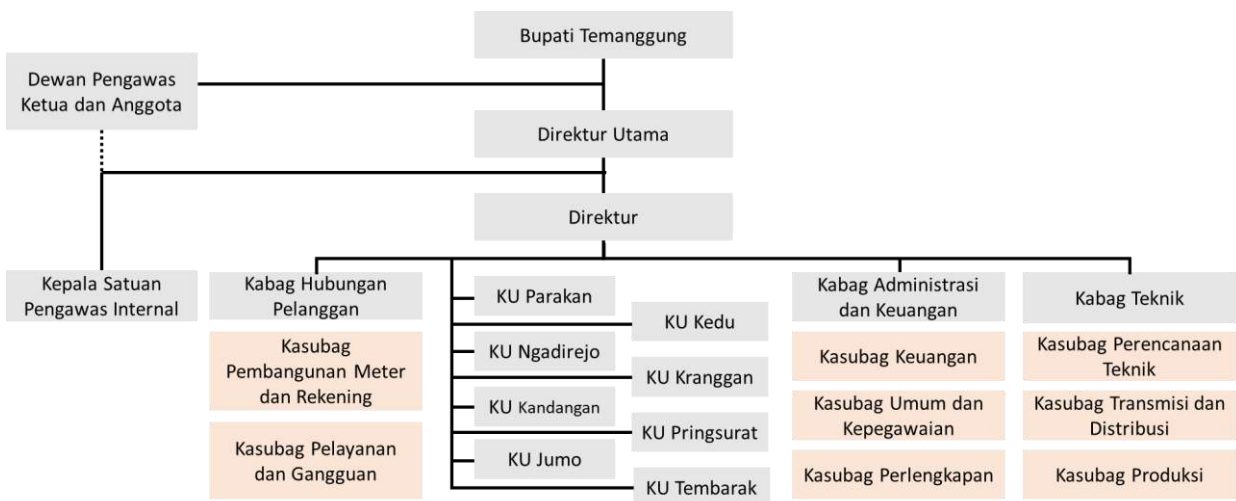 Bupati Temanggung
Dewan Pengawas
Ketua dan Anggota
Direktur Utama
Direktur
Kepala Satuan
Pengawas Internal
Kabag Hubungan
Pelanggan
Kasubag
Pembangunan Meter
dan Rekening
Kasubag Pelayanan
dan Gangguan
KU Parakan
KU Kedu
KU Ngadirejo
KU Kranggan
KU Kandangan
KU Pringsurat
KU Jumo
KU Tembarak
Kabag Administrasi
dan Keuangan
Kasubag Keuangan
Kasubag Umum dan
Kepegawaian
Kasubag Perlengkapan
Kabag Teknik
Kasubag Perencanaan
Teknik
Kasubag Transmisi dan
Distribusi
Kasubag Produksi